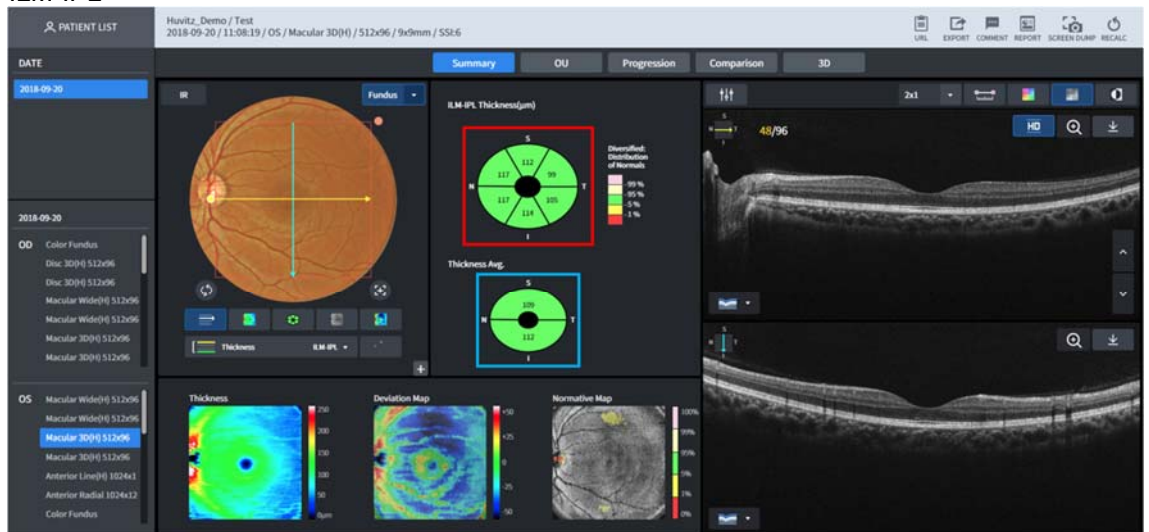 PATIENT LIST
Huvitz_Demo / Test
2018-09-20 / 11:08:19 / OS / Macular 3D(H) / 512x96 / 9x9mm / SSI:6
URL
EXPORT
COMMENT
REPORT
SCREEN DUMP
RECALC
DATE
Summary
OU
Progression
Comparison
3D
2018-09-20
IR
Fundus
ILM-IPL Thickness(μm)
S
112
117
99
N
T
117
105
114
I
Diversified:
Distribution
of Normals
99 %
95 %
5 %
1 %
2x1
S
N
T
I
48/96
HD
2018-09-20
OD
Color Fundus
Disc 3D(H) 512x96
Disc 3D(H) 512x96
Macular Wide(H) 512x96
Macular Wide(H) 512x96
Macular 3D(H) 512x96
Macular 3D(H) 512x96
Thickness Avg.
S
109
N
T
112
I
Thickness
ILM-IPL
S
T
OS
Macular Wide(H) 512x96
Macular Wide(H) 512x96
Macular 3D(H) 512x96
Macular 3D(H) 512x96
Anterior Line(H) 1024x1
Anterior Radial 1024x12
Color Fundus
Thickness
250
200
150
100
50
0μm
Deviation Map
+50
+25
0
-25
-50
Normative Map
100%
99%
95%
5%
1%
0%